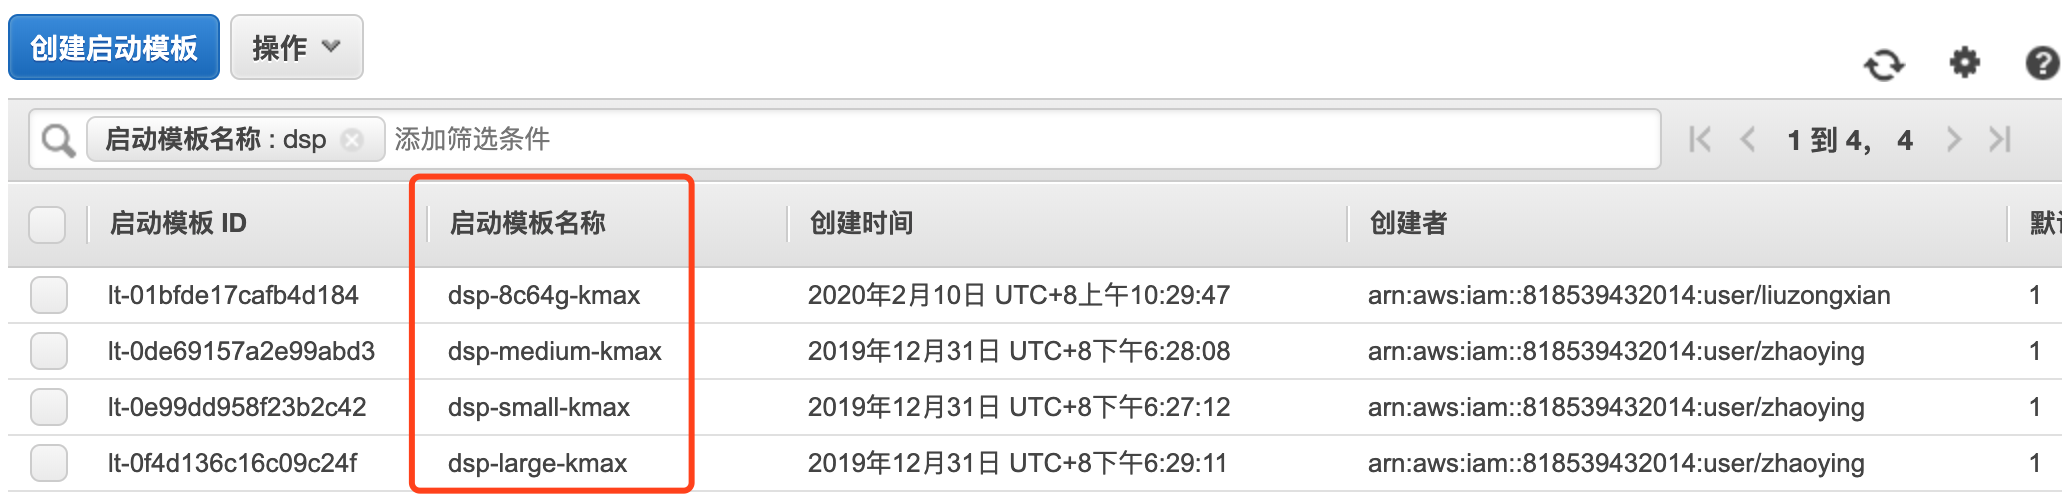 创建启动模板 操作
启动模板名称 : dsp 添加筛选条件 1 到 4， 4
启动模板 ID 启动模板名称 创建时间 创建者
lt-01bfde17cafb4d184 dsp-8c64g-kmax 2020年2月10日 UTC+8上午10:29:47 arn:aws:iam::818539432014:user/liuzongxian 1
lt-0de69157a2e99abd3 dsp-medium-kmax 2019年12月31日 UTC+8下午6:28:08 arn:aws:iam::818539432014:user/zhaoying 1
lt-0e99dd958f23b2c42 dsp-small-kmax 2019年12月31日 UTC+8下午6:27:12 arn:aws:iam::818539432014:user/zhaoying 1
lt-0f4d136c16c09c24f dsp-large-kmax 2019年12月31日 UTC+8下午6:29:11 arn:aws:iam::818539432014:user/zhaoying 1